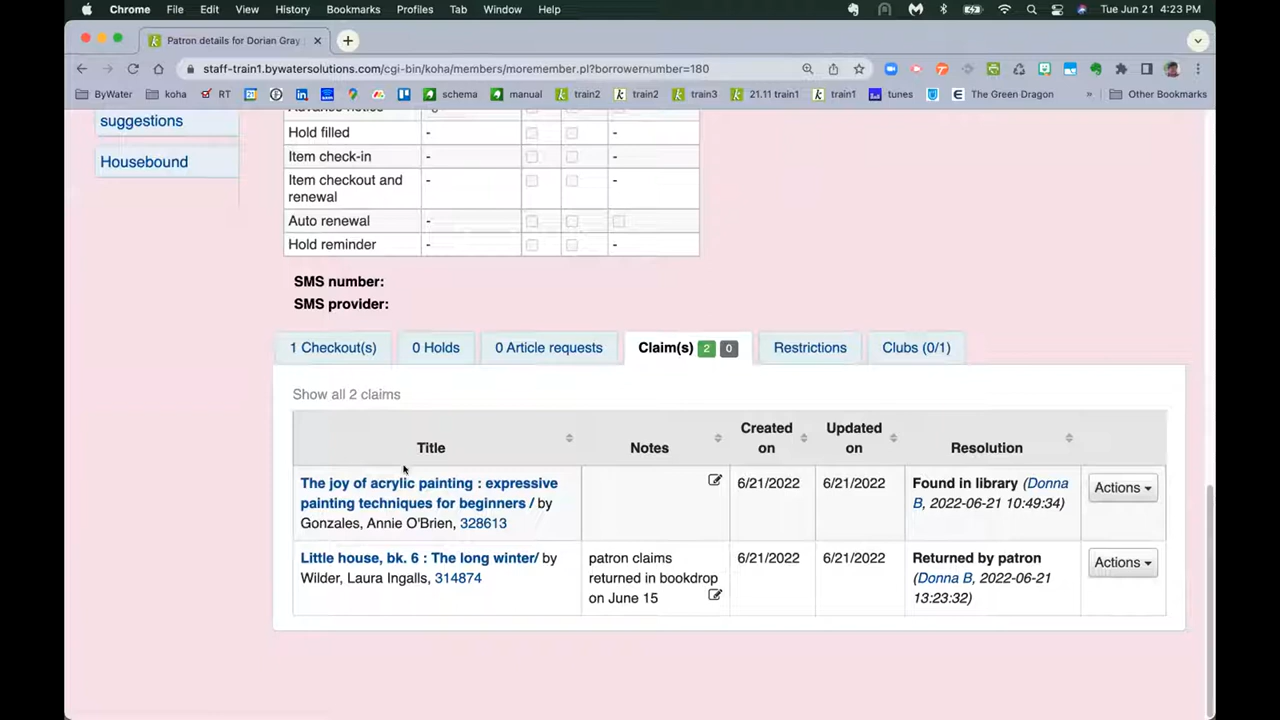 Chrome File Edit View History Bookmarks Profiles Tab Window Help Tue Jun 21 4:23 PM
Patron details for Dorian Gray
staff-train1.bywatersolutions.com/cgi-bin/koha/members/moremember.pl?borrowernumber=180
ByWater koha RT schema manual train2 train2 train3 21.11 train1 train1 tunes The Green Dragon » Other Bookmarks
suggestions
Housebound
Hold filled - -
Item check-in - -
Item checkout and
renewal - -
Auto renewal -
Hold reminder - -
SMS number:
SMS provider:
1 Checkout(s) 0 Holds 0 Article requests Claim(s) 2 0 Restrictions Clubs (0/1)
Show all 2 claims
Title Notes Created on Updated on Resolution
The joy of acrylic painting : expressive
painting techniques for beginners / by
Gonzales, Annie O'Brien, 328613
6/21/2022 6/21/2022
Found in library (Donna
B, 2022-06-21 10:49:34)
Actions
Little house, bk. 6 : The long winter/ by
Wilder, Laura Ingalls, 314874
patron claims
returned in bookdrop
on June 15
6/21/2022 6/21/2022
Returned by patron
(Donna B, 2022-06-21
13:23:32)
Actions